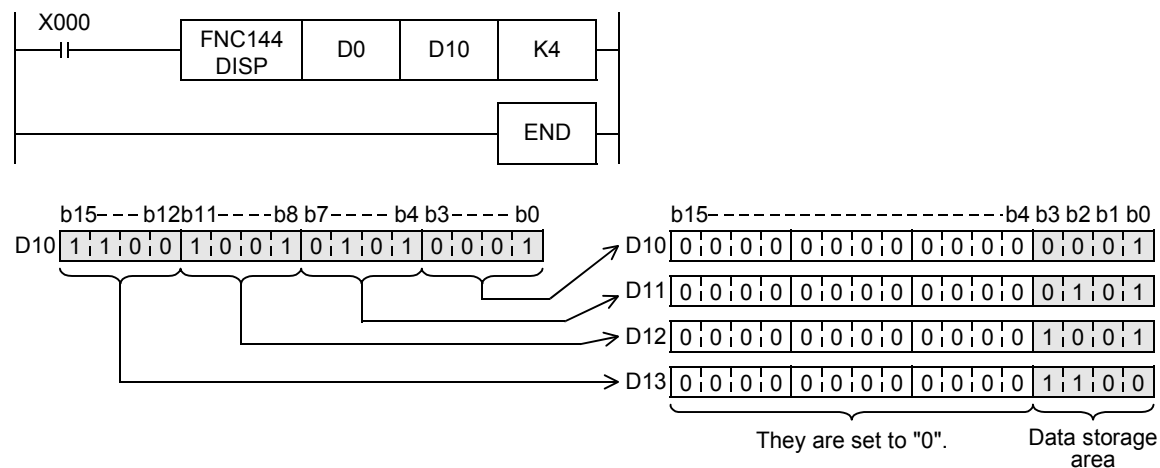 X000
FNC144 DISP D0 D10 K4
END
b15---b12b11----b8 b7----- b4 b3---- b0
D10 1 1 0 0 1 0 0 1 0 1 0 1 0 0 0 1
b15-----------------------b4 b3 b2 b1 b0
D10 0 0 0 0 0 0 0 0 0 0 0 0 0 0 0 1
D11 0 0 0 0 0 0 0 0 0 0 0 0 0 1 0 1
D12 0 0 0 0 0 0 0 0 0 0 0 0 1 0 0 1
D13 0 0 0 0 0 0 0 0 0 0 0 0 1 1 0 0
They are set to "0".
Data storage
area